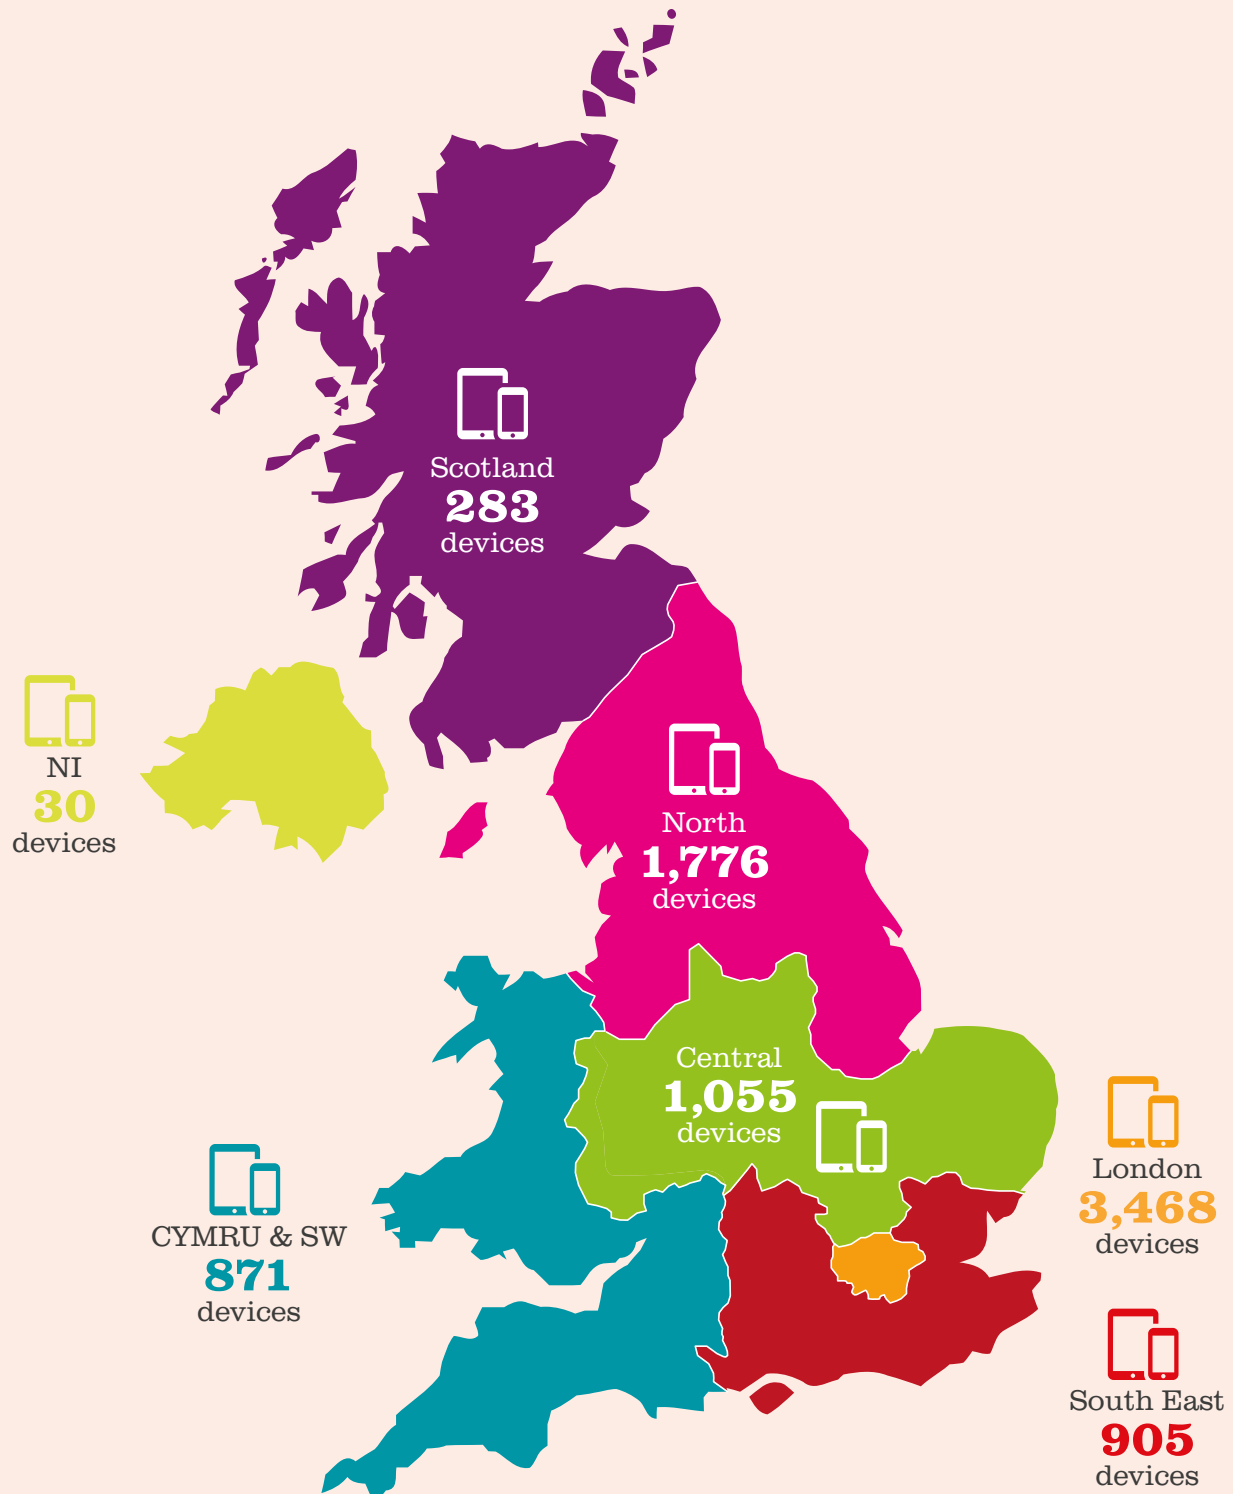 Scotland
283
devices
NI
30
devices
North
1,776
devices
Central
1,055
devices
London
3,468
devices
CYMRU & SW
871
devices
South East
905
devices